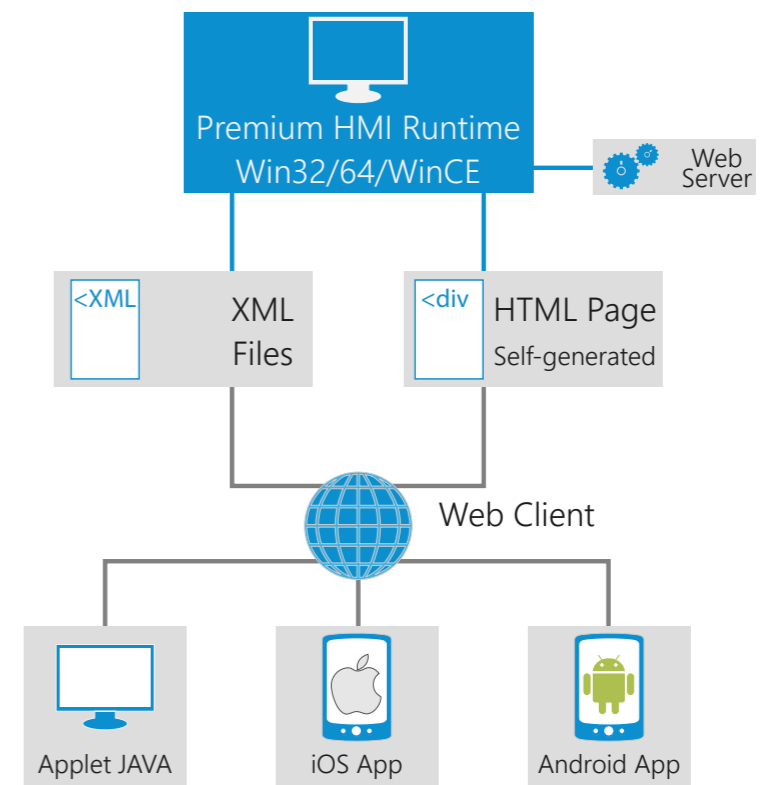 Premium HMI Runtime
Win32/64/WinCE
Web
Server
<XML
XML
Files
<div
HTML Page
Self-generated
Web Client
Applet JAVA
iOS App
Android App